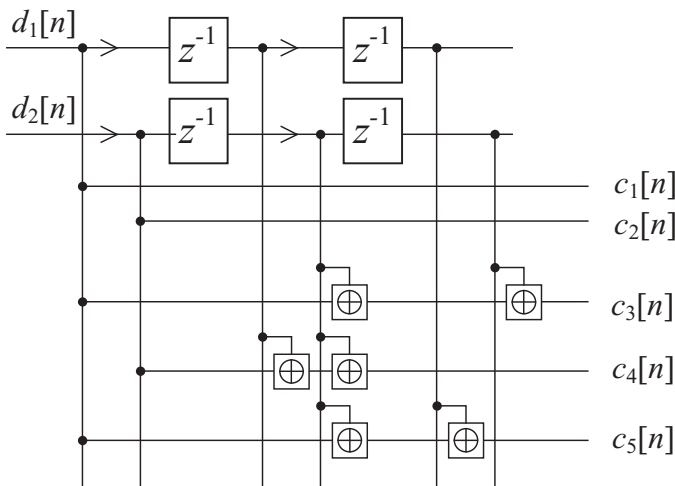 d₁[n]
z⁻¹
z⁻¹
d₂[n]
z⁻¹
z⁻¹
c₁[n]
c₂[n]
c₃[n]
c₄[n]
c₅[n]